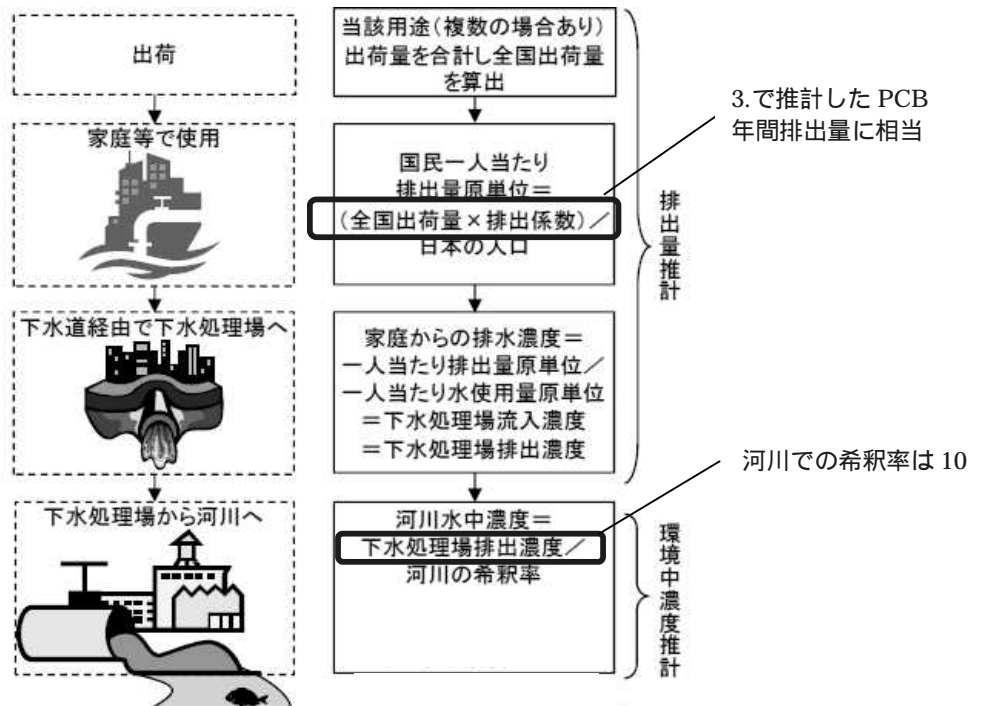 出荷
当該用途(複数の場合あり)
出荷量を合計し全国出荷量
を算出
家庭等で使用
国民一人当たり
排出量原単位＝
(全国出荷量×排出係数)／
日本の人口
3.で推計した PCB
年間排出量に相当
排出量推計
下水道経由で下水処理場へ
家庭からの排水濃度＝
一人当たり排出量原単位／
一人当たり水使用量原単位
＝下水処理場流入濃度
＝下水処理場排出濃度
下水処理場から河川へ
河川水中濃度＝
下水処理場排出濃度／
河川の希釈率
河川での希釈率は 10
環境中濃度推計